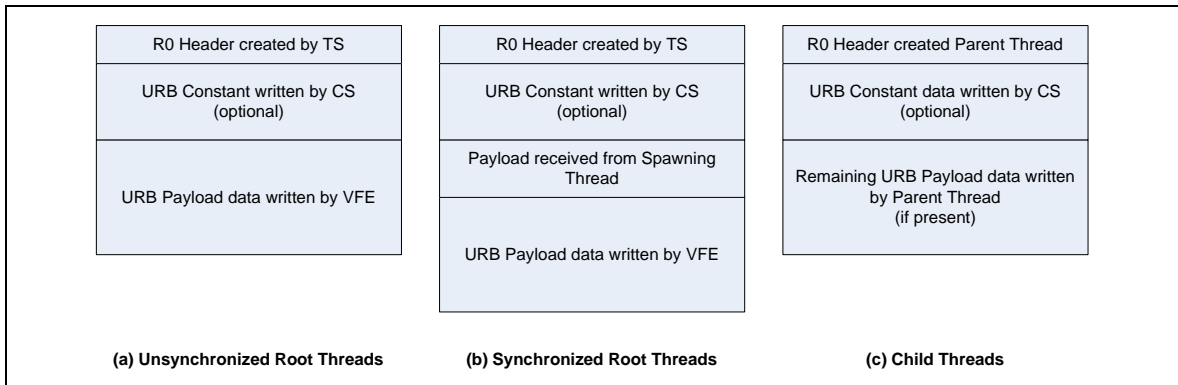 R0 Header created by TS
URB Constant written by CS
(optional)
URB Payload data written by VFE
(a) Unsynchronized Root Threads
R0 Header created by TS
URB Constant written by CS
(optional)
Payload received from Spawning
Thread
URB Payload data written by VFE
(b) Synchronized Root Threads
R0 Header created Parent Thread
URB Constant data written by CS
(optional)
Remaining URB Payload data written
by Parent Thread
(if present)
(c) Child Threads